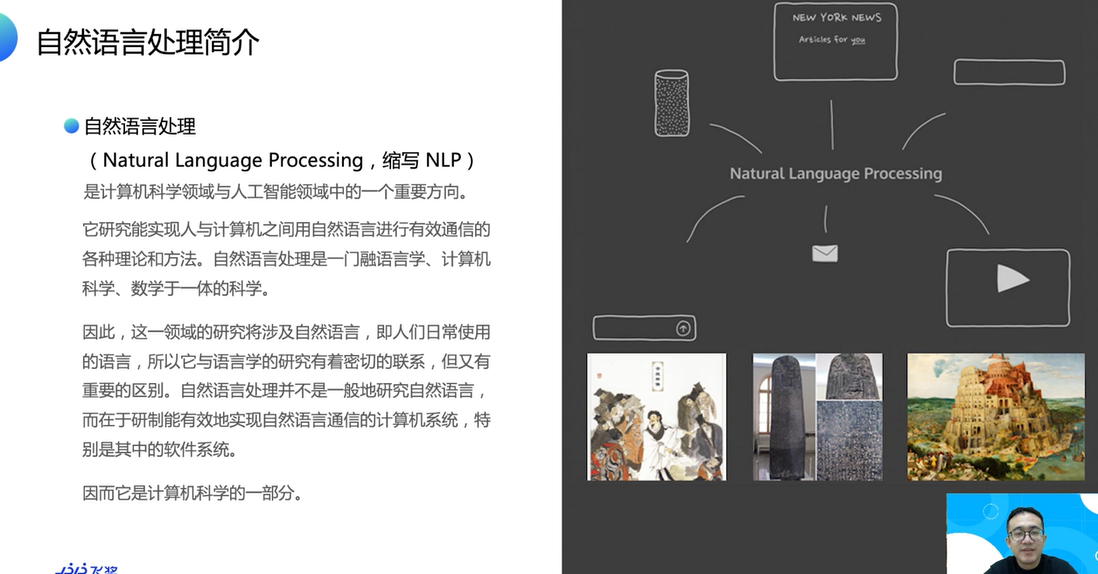 自然语言处理简介
自然语言处理
（Natural Language Processing，缩写 NLP）
是计算机科学领域与人工智能领域中的一个重要方向。
它研究能实现人与计算机之间用自然语言进行有效通信的
各种理论和方法。自然语言处理是一门融语言学、计算机
科学、数学于一体的科学。
因此，这一领域的研究将涉及自然语言，即人们日常使用
的语言，所以它与语言学的研究有着密切的联系，但又有
重要的区别。自然语言处理并不是一般地研究自然语言，
而在于研制能有效地实现自然语言通信的计算机系统，特
别是其中的软件系统。
因而它是计算机科学的一部分。
飞桨
NEW YORK NEWS
Articles for you
Natural Language Processing